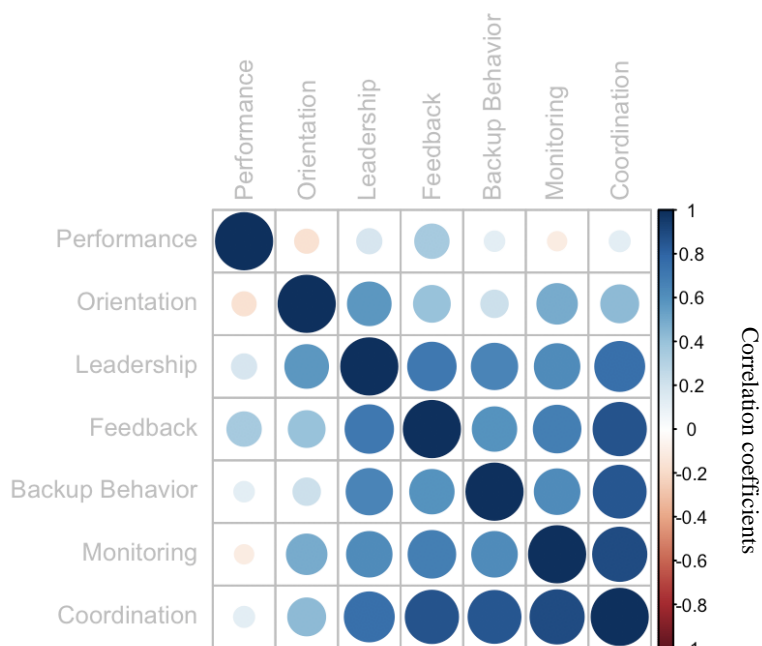 Performance
Orientation
Leadership
Feedback
Backup Behavior
Monitoring
Coordination
Performance
Orientation
Leadership
Feedback
Backup Behavior
Monitoring
Coordination
1
0.8
0.6
0.4
0.2
0
-0.2
-0.4
-0.6
-0.8
Correlation coefficients